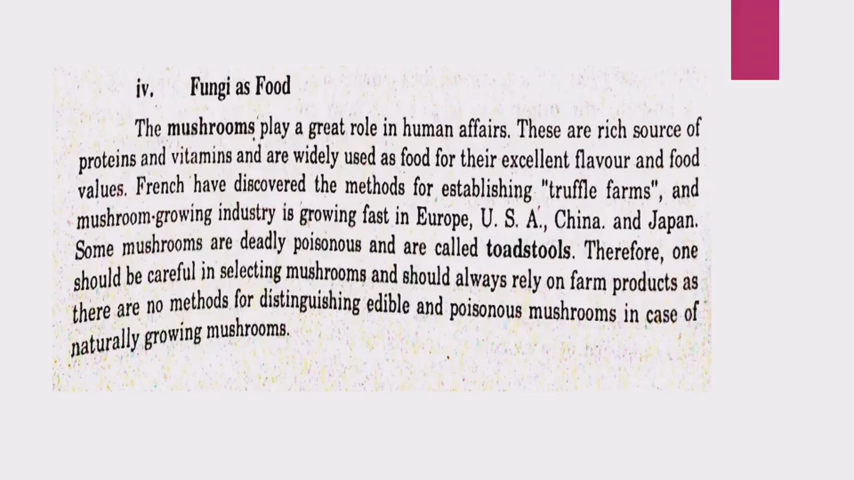 iv. Fungi as Food
The mushrooms play a great role in human affairs. These are rich source of
proteins and vitamins and are widely used as food for their excellent flavour and food
values. French have discovered the methods for establishing "truffle farms", and
mushroom-growing industry is growing fast in Europe, U. S. A., China. and Japan.
Some mushrooms are deadly poisonous and are called toadstools. Therefore, one
should be careful in selecting mushrooms and should always rely on farm products as
there are no methods for distinguishing edible and poisonous mushrooms in case of
naturally growing mushrooms.